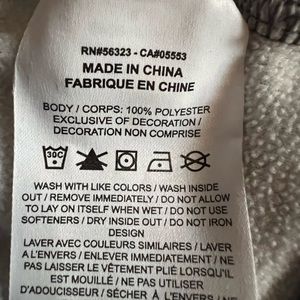 RN#56323 - CA#05553
MADE IN CHINA
FABRIQUE EN CHINE
BODY / CORPS: 100% POLYESTER
EXCLUSIVE OF DECORATION /
DECORATION NON COMPRISE
30C
WASH WITH LIKE COLORS / WASH INSIDE
OUT / REMOVE IMMEDIATELY / DO NOT ALLOW
TO LAY ON ITSELF WHEN WET / DO NOT USE
SOFTENERS / DRY INSIDE OUT / DO NOT IRON
DESIGN
LAVER AVEC COULEURS SIMILAIRES / LAVER
A L'ENVERS / ENLEVER IMMEDIATEMENT / NE
PAS LAISSER LE VÊTEMENT PLIÉ LORSQU'IL
EST MOUILLÉ / NE PAS UTILISER
D'ADOUCISSEUR / SÉCHER À L'ENVERS /